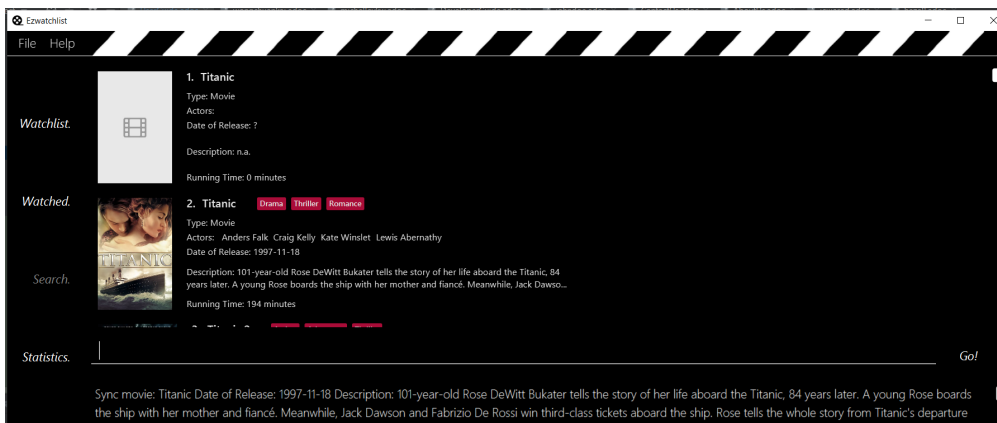 Ezwatchlist
File Help
1. Titanic
Type: Movie
Actors:
Date of Release: ?
Description: n.a.
Running Time: 0 minutes
Watchlist.
Watched.
Search.
Statistics.
TITANIC
2. Titanic Drama Thriller Romance
Type: Movie
Actors: Anders Falk Craig Kelly Kate Winslet Lewis Abernathy
Date of Release: 1997-11-18
Description: 101-year-old Rose DeWitt Bukater tells the story of her life aboard the Titanic, 84
years later. A young Rose boards the ship with her mother and fiancé. Meanwhile, Jack Dawso...
Running Time: 194 minutes
Go!
Sync movie: Titanic Date of Release: 1997-11-18 Description: 101-year-old Rose DeWitt Bukater tells the story of her life aboard the Titanic, 84 years later. A young Rose boards
the ship with her mother and fiancé. Meanwhile, Jack Dawson and Fabrizio De Rossi win third-class tickets aboard the ship. Rose tells the whole story from Titanic's departure